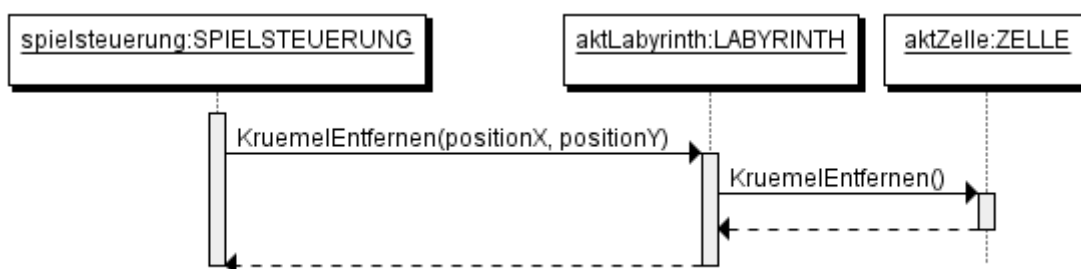 spielsteuerung:SPIELSTEUERUNG
aktLabyrinth:LABYRINTH
aktZelle:ZELLE
KruemelEntfernen(positionX, positionY)
KruemelEntfernen()